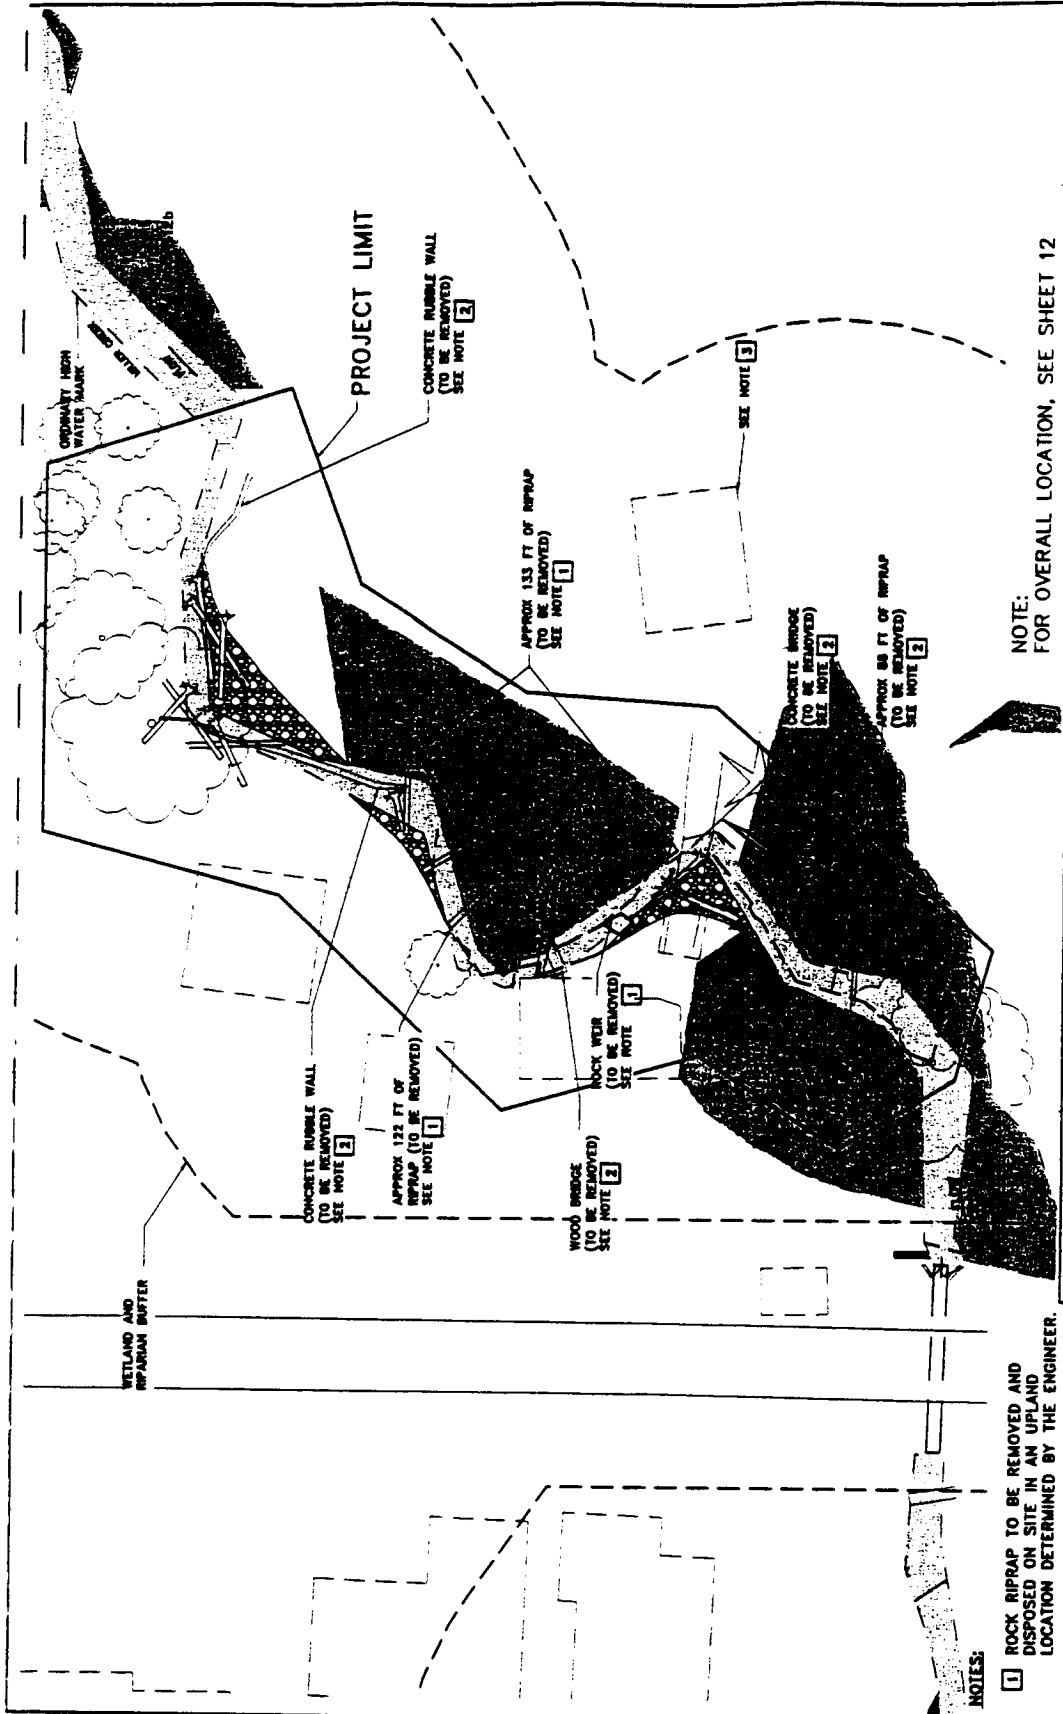 WETLAND AND
RIPARIAN BUFFER
CONCRETE RUBBLE WALL
(TO BE REMOVED)
SEE NOTE 2
APPROX 122 FT OF
RIPRAP (TO BE REMOVED)
SEE NOTE 1
WOOD BRIDGE
(TO BE REMOVED)
SEE NOTE 2
ROCK WEIR
(TO BE REMOVED)
SEE NOTE 1
ORDINARY HIGH
WATER MARK
MILLER CREEK
FLOW
PROJECT LIMIT
CONCRETE RUBBLE WALL
(TO BE REMOVED)
SEE NOTE 2
APPROX 133 FT OF RIPRAP
(TO BE REMOVED)
SEE NOTE 1
SEE NOTE 3
CONCRETE BRIDGE
(TO BE REMOVED)
SEE NOTE 2
APPROX 88 FT OF RIPRAP
(TO BE REMOVED)
SEE NOTE 2
NOTE:
FOR OVERALL LOCATION, SEE SHEET 12
NOTES:
1 ROCK RIPRAP TO BE REMOVED AND
DISPOSED ON SITE IN AN UPLAND
LOCATION DETERMINED BY THE ENGINEER.